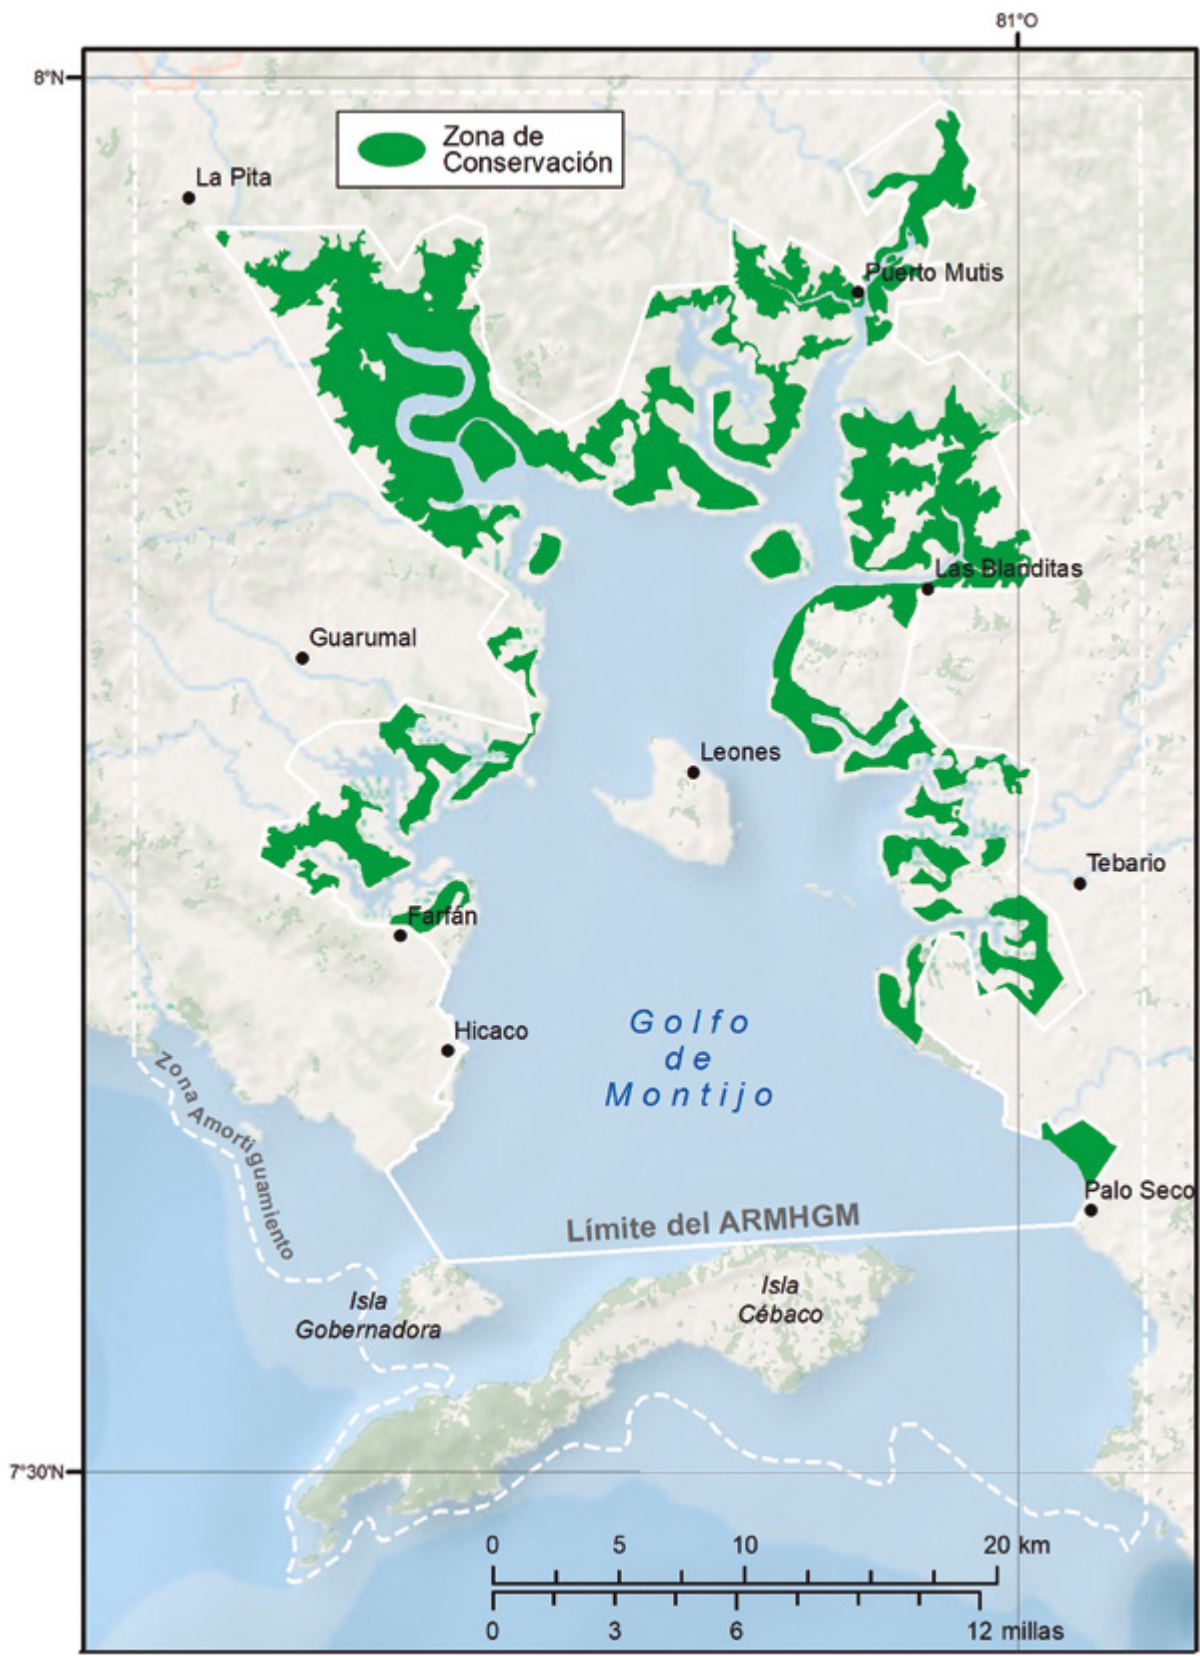 81°O
8°N
Zona de
Conservación
La Pita
Puerto Mutis
Las Blanditas
Guarumal
Leones
Tebario
Farfán
Golfo
de
Montijo
Hicaco
Zona Amortiguamiento
Palo Seco
Límite del ARMHGM
Isla
Gobernadora
Isla
Cébaco
7°30'N
0 5 10 20 km
0 3 6 12 millas